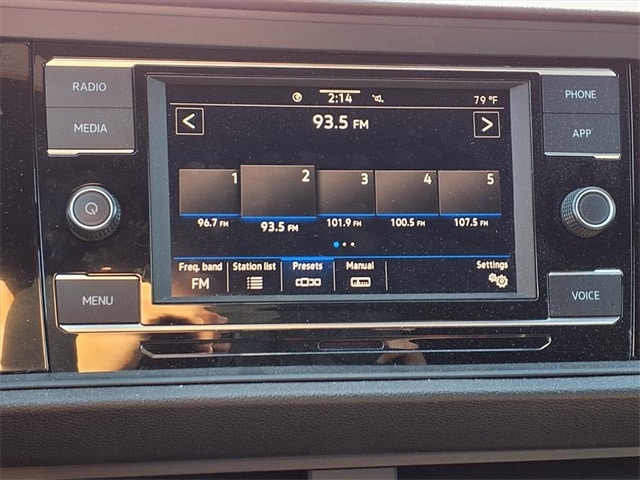 RADIO
MEDIA
MENU
2:14
79 °F
93.5 FM
1 2 3 4 5
96.7 FM 93.5 FM 101.9 FM 100.5 FM 107.5 FM
Freq. band Station list Presets Manual Settings
FM
PHONE
APP
VOICE